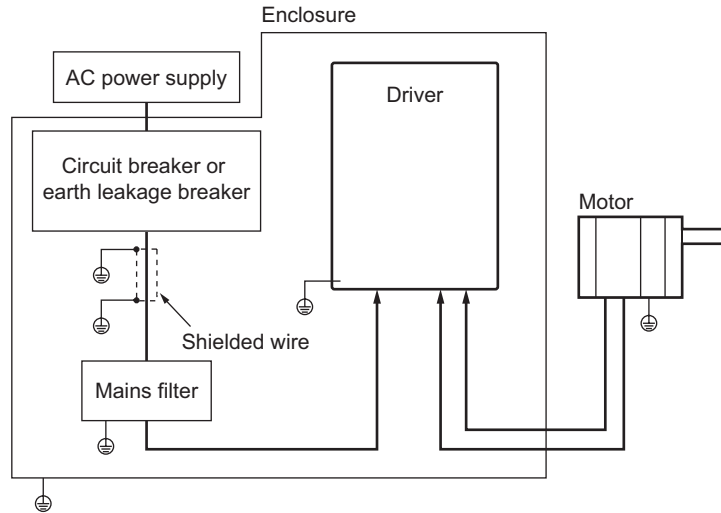 Enclosure
AC power supply
Driver
Circuit breaker or
earth leakage breaker
Motor
Shielded wire
Mains filter